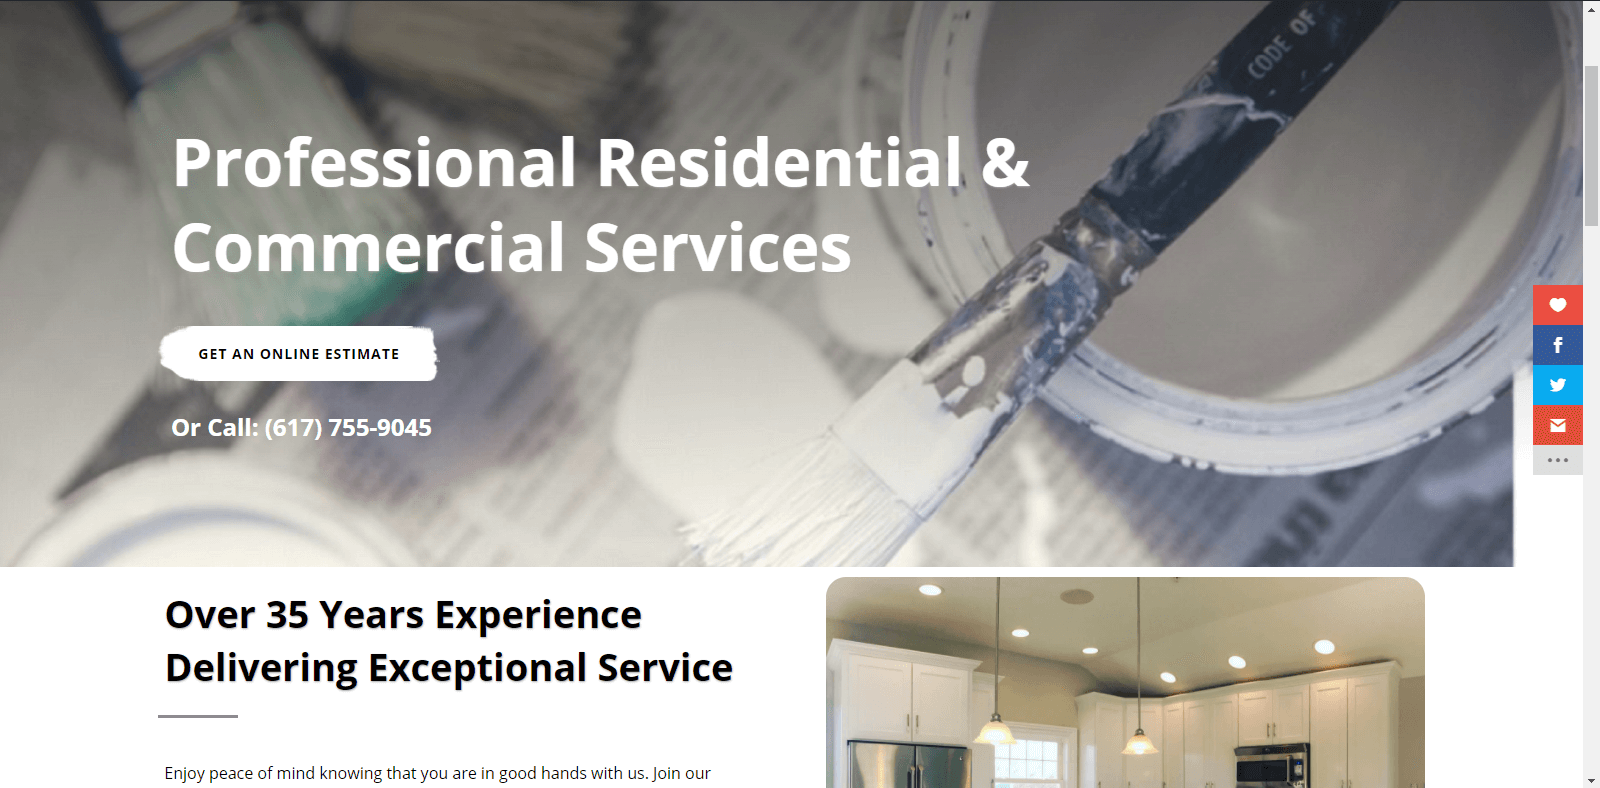 CODE OF
Professional Residential &
Commercial Services
GET AN ONLINE ESTIMATE
Or Call: (617) 755-9045
Over 35 Years Experience
Delivering Exceptional Service
Enjoy peace of mind knowing that you are in good hands with us. Join our